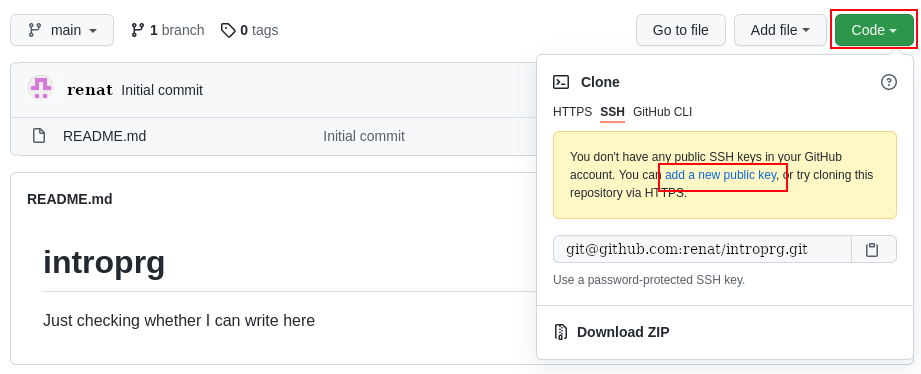 main 1 branch 0 tags Go to file Add file Code
renat Initial commit
README.md Initial commit
README.md
introprg
Just checking whether I can write here
Clone
HTTPS SSH GitHub CLI
You don't have any public SSH keys in your GitHub
account. You can add a new public key, or try cloning this
repository via HTTPS.
git@github.com:renat/introprg.git
Use a password-protected SSH key.
Download ZIP